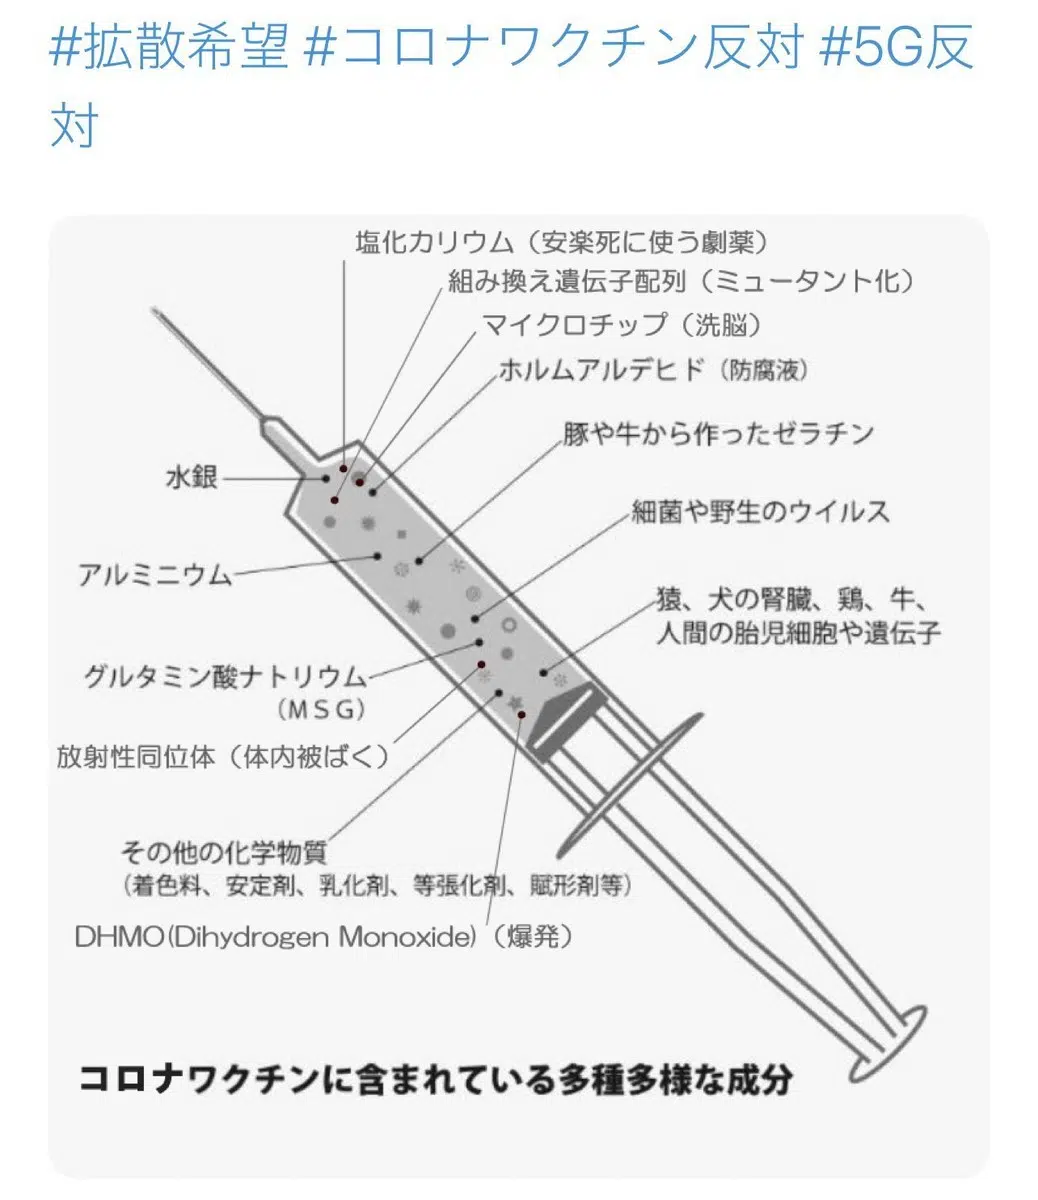 #拡散希望 #コロナワクチン反対 #5G反
対
塩化カリウム（安楽死に使う劇薬）
組み換え遺伝子配列（ミュータント化）
マイクロチップ（洗脳）
ホルムアルデヒド（防腐液）
豚や牛から作ったゼラチン
水銀
細菌や野生のウイルス
アルミニウム
猿、犬の腎臓、鶏、牛、
人間の胎児細胞や遺伝子
グルタミン酸ナトリウム
（ＭＳＧ）
放射性同位体（体内被ばく）
その他の化学物質
（着色料、安定剤、乳化剤、等張化剤、賦形剤等）
DHMO(Dihydrogen Monoxide)（爆発）
コロナワクチンに含まれている多種多様な成分